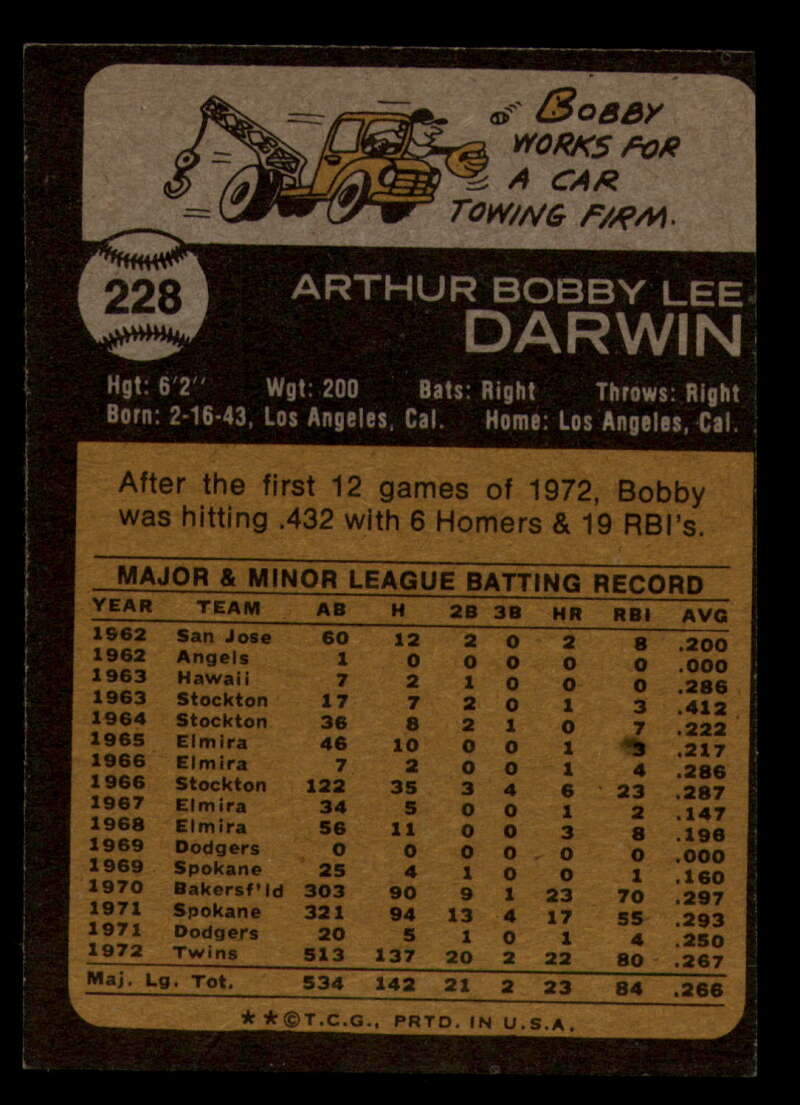 BOBBY
WORKS FOR
A CAR
TOWING FIRM.
228
ARTHUR BOBBY LEE
DARWIN
Hgt: 6'2" Wgt: 200 Bats: Right Throws: Right
Born: 2-16-43, Los Angeles, Cal. Home: Los Angeles, Cal.
After the first 12 games of 1972, Bobby
was hitting .432 with 6 Homers & 19 RBI's.
MAJOR & MINOR LEAGUE BATTING RECORD
YEAR TEAM AB H 2B 3B HR RBI AVG
1962 San Jose 60 12 2 0 2 8 .200
1962 Angels 1 0 0 0 0 0 .000
1963 Hawaii 7 2 1 0 0 0 .286
1963 Stockton 17 7 2 0 1 3 .412
1964 Stockton 36 8 2 1 0 7 .222
1965 Elmira 46 10 0 0 1 3 .217
1966 Elmira 7 2 0 0 1 4 .286
1966 Stockton 122 35 3 4 6 23 .287
1967 Elmira 34 5 0 0 1 2 .147
1968 Elmira 56 11 0 0 3 8 .196
1969 Dodgers 0 0 0 0 0 0 .000
1969 Spokane 25 4 1 0 0 1 .160
1970 Bakersf'ld 303 90 9 1 23 70 .297
1971 Spokane 321 94 13 4 17 55 .293
1971 Dodgers 20 5 1 0 1 4 .250
1972 Twins 513 137 20 2 22 80 .267
Maj. Lg. Tot. 534 142 21 2 23 84 .266
**©T.C.G., PRTD. IN U.S.A.